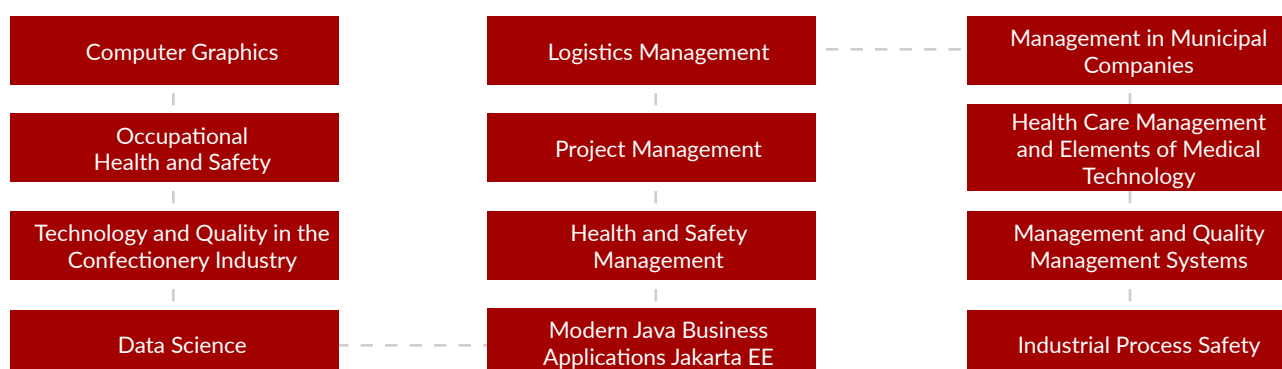 Computer Graphics
Occupational
Health and Safety
Technology and Quality in the
Confectionery Industry
Data Science
Logistics Management
Project Management
Health and Safety
Management
Modern Java Business
Applications Jakarta EE
Management in Municipal
Companies
Health Care Management
and Elements of Medical
Technology
Management and Quality
Management Systems
Industrial Process Safety